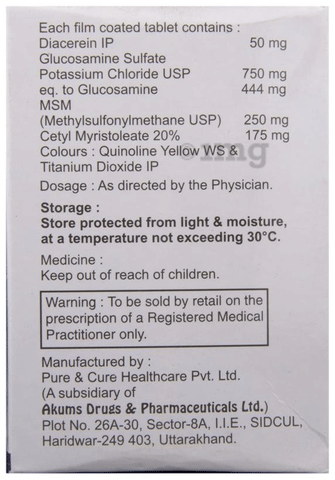 Each film coated tablet contains :
Diacerein IP 50 mg
Glucosamine Sulfate
Potassium Chloride USP 750 mg
eq. to Glucosamine 444 mg
MSM
(Methylsulfonylmethane USP) 250 mg
Cetyl Myristoleate 20% 175 mg
Colours : Quinoline Yellow WS &
Titanium Dioxide IP
Dosage : As directed by the Physician.
Storage :
Store protected from light & moisture,
at a temperature not exceeding 30°C.
Medicine :
Keep out of reach of children.
Warning : To be sold by retail on the
prescription of a Registered Medical
Practitioner only.
Manufactured by :
Pure & Cure Healthcare Pvt. Ltd.
(A subsidiary of
Akums Drugs & Pharmaceuticals Ltd.)
Plot No. 26A-30, Sector-8A, I.I.E., SIDCUL,
Haridwar-249 403, Uttarakhand.